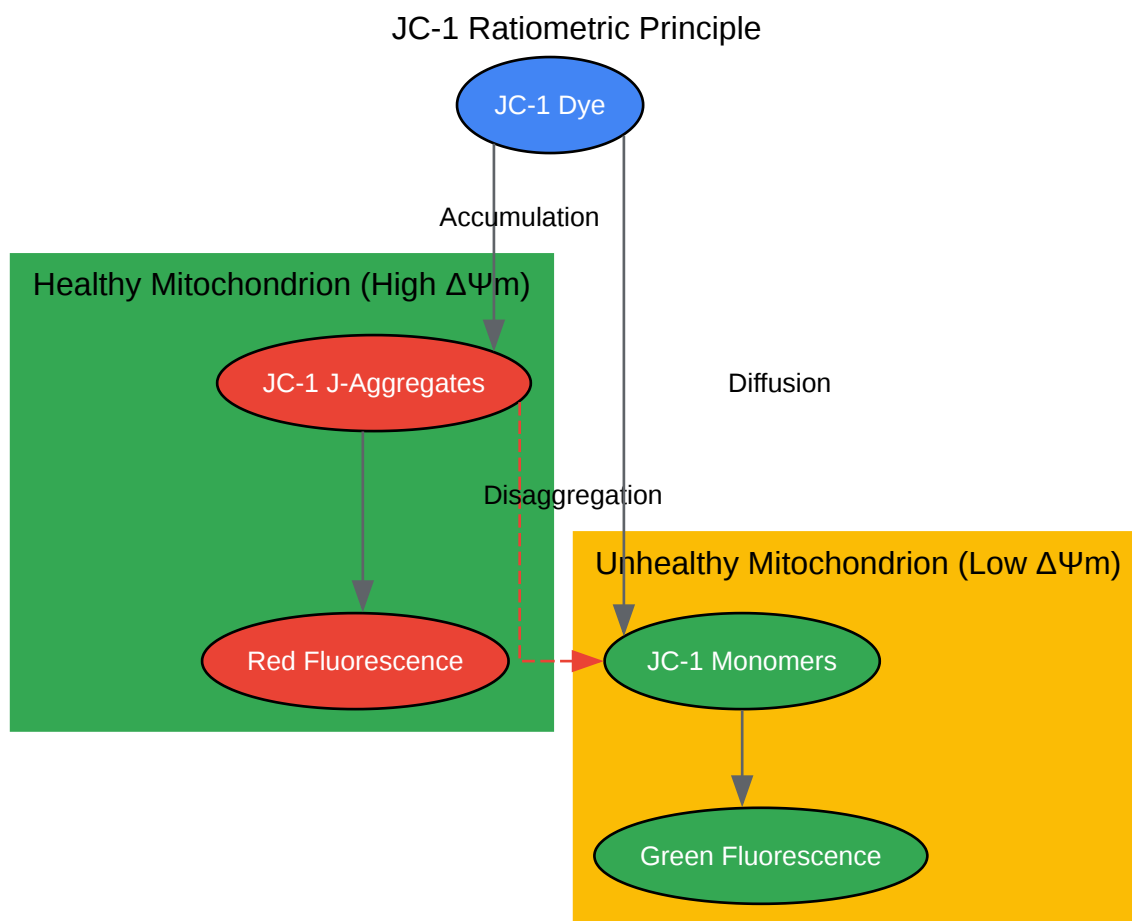 JC-1 Ratiometric Principle
JC-1 Dye
Accumulation
Healthy Mitochondrion (High ΔΨm)
JC-1 J-Aggregates
Diffusion
Disaggregation
Unhealthy Mitochondrion (Low ΔΨm)
Red Fluorescence
JC-1 Monomers
Green Fluorescence